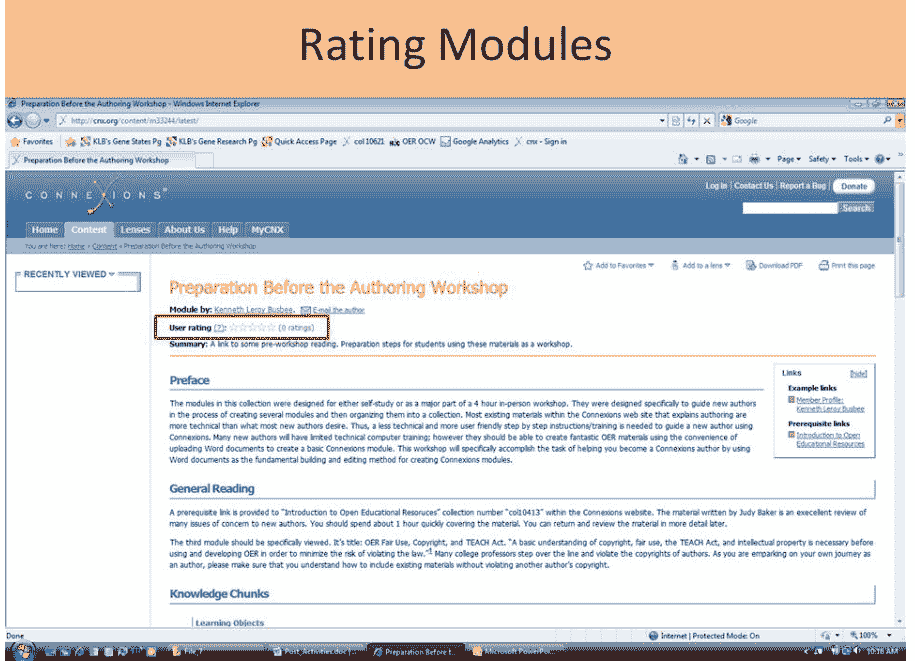 Rating Modules
Preparation Before the Authoring Workshop - Windows Internet Explorer
http://cnx.org/content/m33244/latest/
Google
Favorites KLB's Gene States Pg KLB's Gene Research Pg Quick Access Page col10621 OER OCW Google Analytics cnx - Sign in
Preparation Before the Authoring Workshop
Page Safety Tools
CONNEXIONS
Log In | Contact Us | Report a Bug | Donate
Search
Home Content Lenses About Us Help MyCNX
You are here: Home » Content » Preparation Before the Authoring Workshop
RECENTLY VIEWED
Add to Favorites Add to a lens Download PDF Print this page
Preparation Before the Authoring Workshop
Module by: Kenneth Leroy Busbee. E-mail the author
User rating (?): (0 ratings)
Summary: A link to some pre-workshop reading. Preparation steps for students using these materials as a workshop.
Links [hide]
Example links
Member Profile:
Kenneth Leroy Busbee
Prerequisite links
Introduction to Open
Educational Resources
Preface
The modules in this collection were designed for either self-study or as a major part of a 4 hour in-person workshop. They were designed specifically to guide new authors
in the process of creating several modules and then organizing them into a collection. Most existing materials within the Connexions web site that explains authoring are
more technical than what most new authors desire. Thus, a less technical and more user friendly step by step instructions/training is needed to guide a new author using
Connexions. Many new authors will have limited technical computer training; however they should be able to create fantastic OER materials using the convenience of
uploading Word documents to create a basic Connexions module. This workshop will specifically accomplish the task of helping you become a Connexions author by using
Word documents as the fundamental building and editing method for creating Connexions modules.
General Reading
A prerequisite link is provided to "Introduction to Open Educational Resoruces" collection number "col10413" within the Connexions website. The material written by Judy Baker is an execellent review of
many issues of concern to new authors. You should spend about 1 hour quickly covering the material. You can return and review the material in more detail later.
The third module should be specifically viewed. It's title: OER Fair Use, Copyright, and TEACH Act. "A basic understanding of copyright, fair use, the TEACH Act, and intellectual property is necessary before
using and developing OER in order to minimize the risk of violating the law."1 Many college professors step over the line and violate the copyrights of authors. As you are emparking on your own journey as
an author, please make sure that you understand how to include existing materials without violating another author's copyright.
Knowledge Chunks
Learning Objects
Done
Internet | Protected Mode: On
100%
File_7 Post_Activities.doc [... Preparation Before t... Microsoft PowerPoi...
10:16 AM